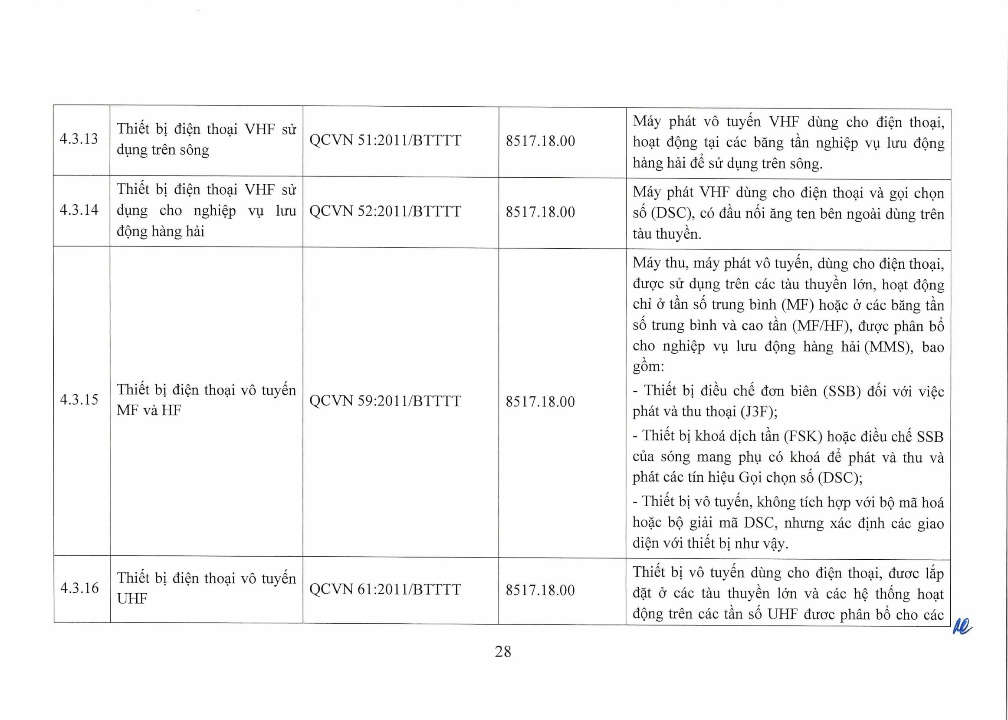 4.3.13
Thiết bị điện thoại VHF sử
dụng trên sông
QCVN 51:2011/BTTTT
8517.18.00
Máy phát vô tuyến VHF dùng cho điện thoại,
hoạt động tại các băng tần nghiệp vụ lưu động
hàng hải để sử dụng trên sông.
4.3.14
Thiết bị điện thoại VHF sử
dụng cho nghiệp vụ lưu
động hàng hải
QCVN 52:2011/BTTTT
8517.18.00
Máy phát VHF dùng cho điện thoại và gọi chọn
số (DSC), có đầu nối ăng ten bên ngoài dùng trên
tàu thuyền.
4.3.15
Thiết bị điện thoại vô tuyến
MF và HF
QCVN 59:2011/BTTTT
8517.18.00
Máy thu, máy phát vô tuyến, dùng cho điện thoại,
được sử dụng trên các tàu thuyền lớn, hoạt động
chỉ ở tần số trung bình (MF) hoặc ở các băng tần
số trung bình và cao tần (MF/HF), được phân bổ
cho nghiệp vụ lưu động hàng hải (MMS), bao
gồm:
- Thiết bị điều chế đơn biên (SSB) đối với việc
phát và thu thoại (J3F);
- Thiết bị khoá dịch tần (FSK) hoặc điều chế SSB
của sóng mang phụ có khoá để phát và thu và
phát các tín hiệu Gọi chọn số (DSC);
- Thiết bị vô tuyến, không tích hợp với bộ mã hoá
hoặc bộ giải mã DSC, nhưng xác định các giao
diện với thiết bị như vậy.
4.3.16
Thiết bị điện thoại vô tuyến
UHF
QCVN 61:2011/BTTTT
8517.18.00
Thiết bị vô tuyến dùng cho điện thoại, được lắp
đặt ở các tàu thuyền lớn và các hệ thống hoạt
động trên các tần số UHF được phân bổ cho các
28